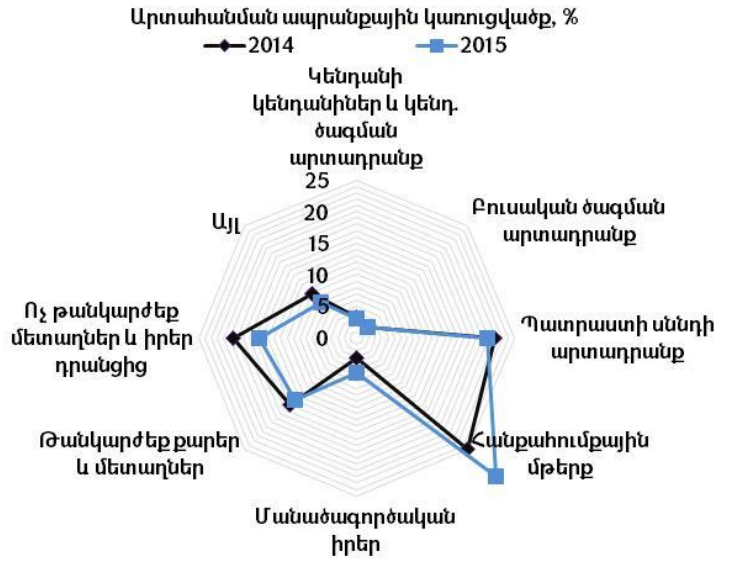 Արտահանման ապրանքային կառուցվածք, %
2014
2015
Կենդանի
կենդանիներ և կենդ.
ծագման
արտադրանք
25
20
15
10
5
0
Բուսական ծագման
արտադրանք
Պատրաստի սննդի
արտադրանք
Հանքահումքային
մթերք
Մանածագործական
իրեր
Թանկարժեք քարեր
և մետաղներ
Ոչ թանկարժեք
մետաղներ և իրեր
դրանցից
Այլ